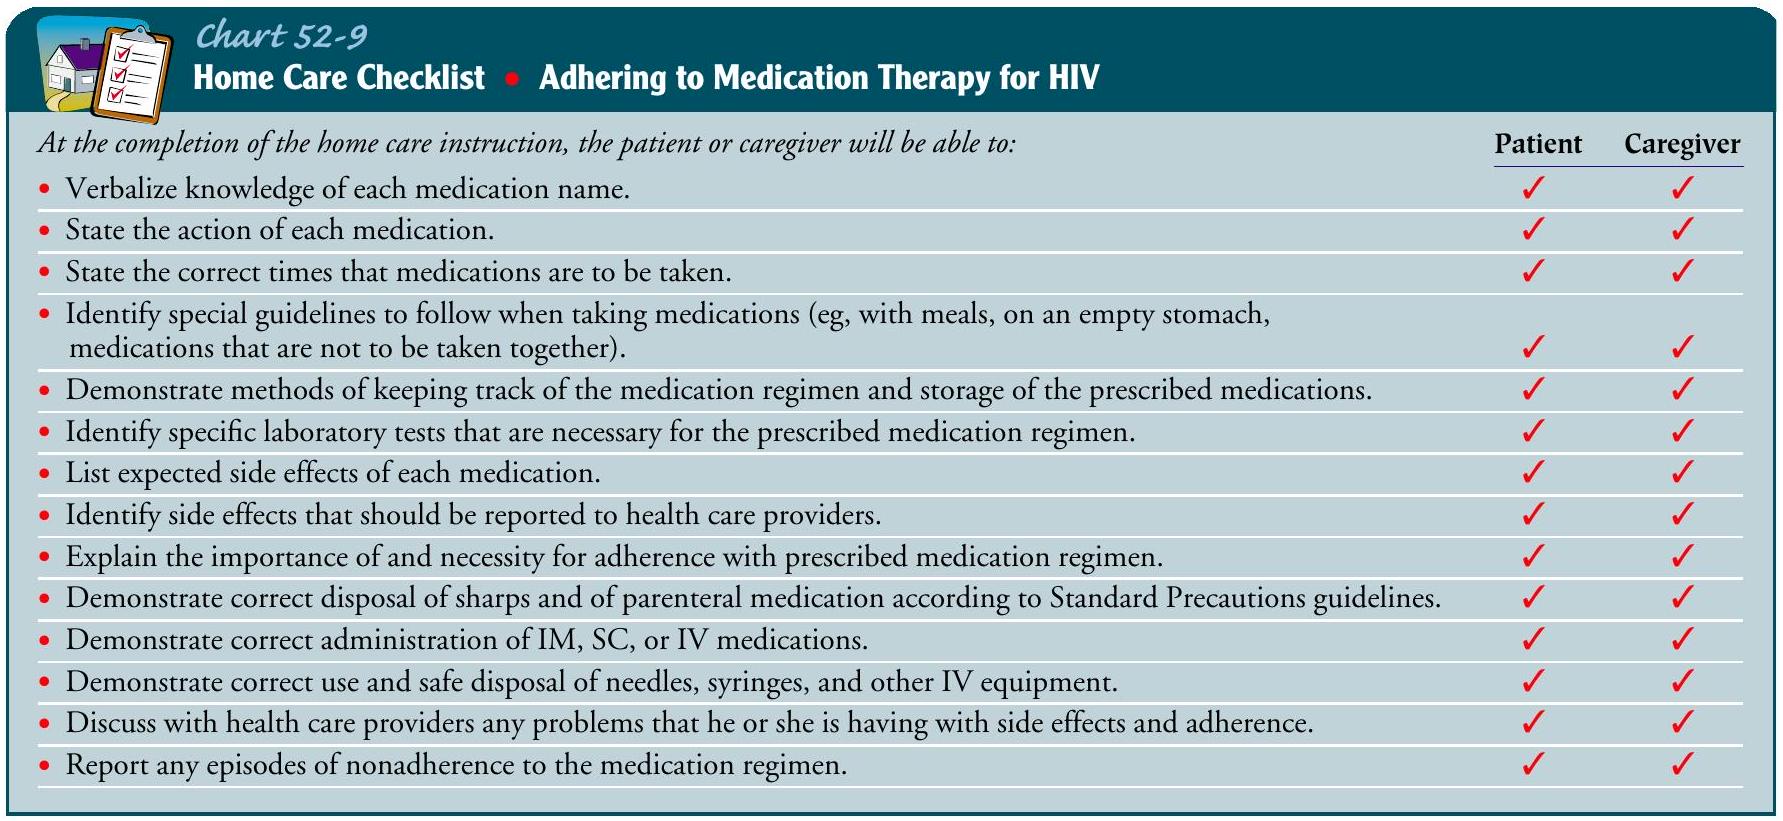 Chart 52-9
Home Care Checklist • Adhering to Medication Therapy for HIV
At the completion of the home care instruction, the patient or caregiver will be able to: Patient Caregiver
• Verbalize knowledge of each medication name. ✓ ✓
• State the action of each medication. ✓ ✓
• State the correct times that medications are to be taken. ✓ ✓
• Identify special guidelines to follow when taking medications (eg, with meals, on an empty stomach,
medications that are not to be taken together). ✓ ✓
• Demonstrate methods of keeping track of the medication regimen and storage of the prescribed medications. ✓ ✓
• Identify specific laboratory tests that are necessary for the prescribed medication regimen. ✓ ✓
• List expected side effects of each medication. ✓ ✓
• Identify side effects that should be reported to health care providers. ✓ ✓
• Explain the importance of and necessity for adherence with prescribed medication regimen. ✓ ✓
• Demonstrate correct disposal of sharps and of parenteral medication according to Standard Precautions guidelines. ✓ ✓
• Demonstrate correct administration of IM, SC, or IV medications. ✓ ✓
• Demonstrate correct use and safe disposal of needles, syringes, and other IV equipment. ✓ ✓
• Discuss with health care providers any problems that he or she is having with side effects and adherence. ✓ ✓
• Report any episodes of nonadherence to the medication regimen. ✓ ✓